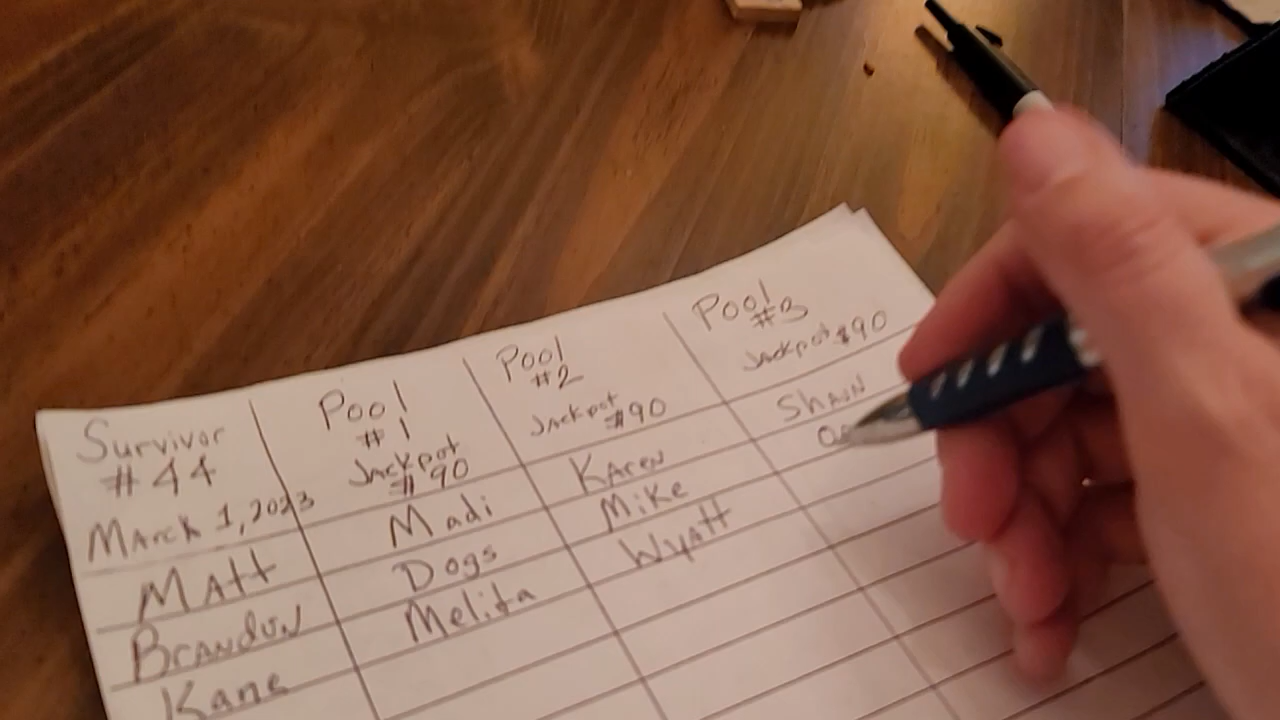 Survivor
#44
March 1, 2023
Matt
Brandon
Kane
Pool
#1
Jackpot
$90
Madi
Dogs
Melita
Pool
#2
Jackpot
$90
Karen
Mike
Wyatt
Pool
#3
Jackpot $90
Shawn